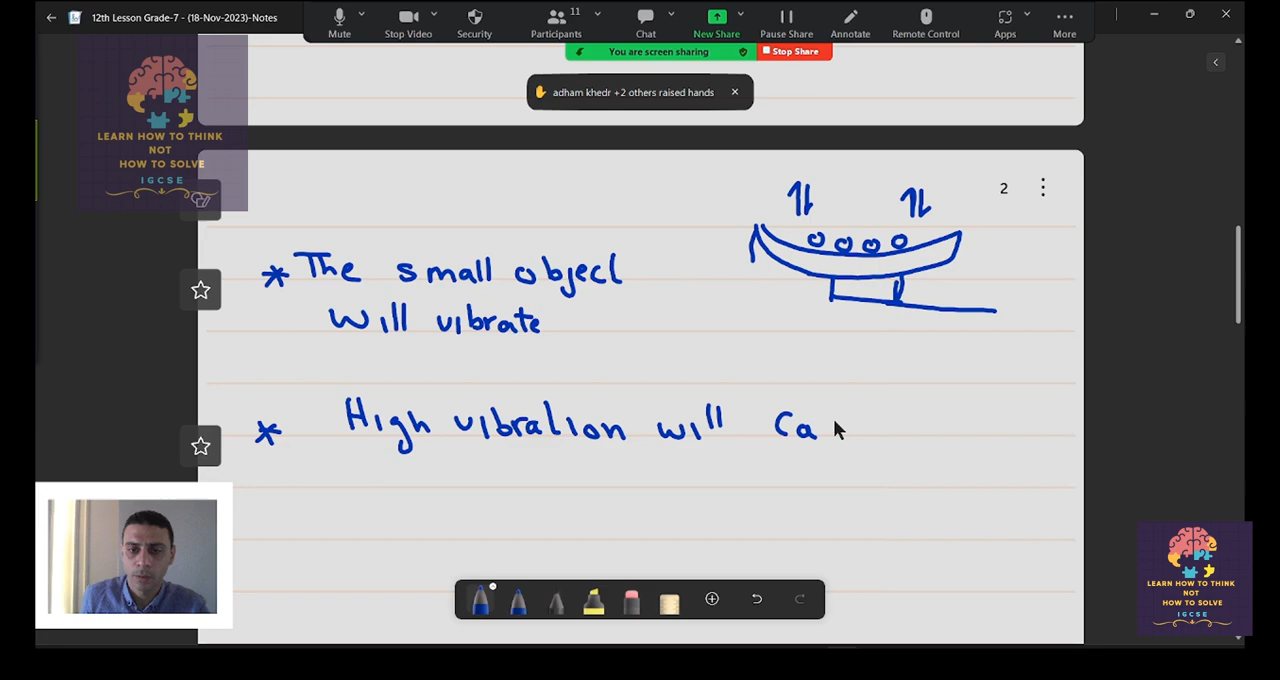 12th Lesson Grade-7 - (18-Nov-2023)-Notes
Mute
Stop Video
Security
11
Participants
Chat
New Share
Pause Share
Annotate
Remote Control
Apps
More
You are screen sharing
Stop Share
adham khedr +2 others raised hands
LEARN HOW TO THINK
NOT
HOW TO SOLVE
IGCSE
2
* The small object
will vibrate
* High vibration will Ca
LEARN HOW TO THINK
NOT
HOW TO SOLVE
IGCSE